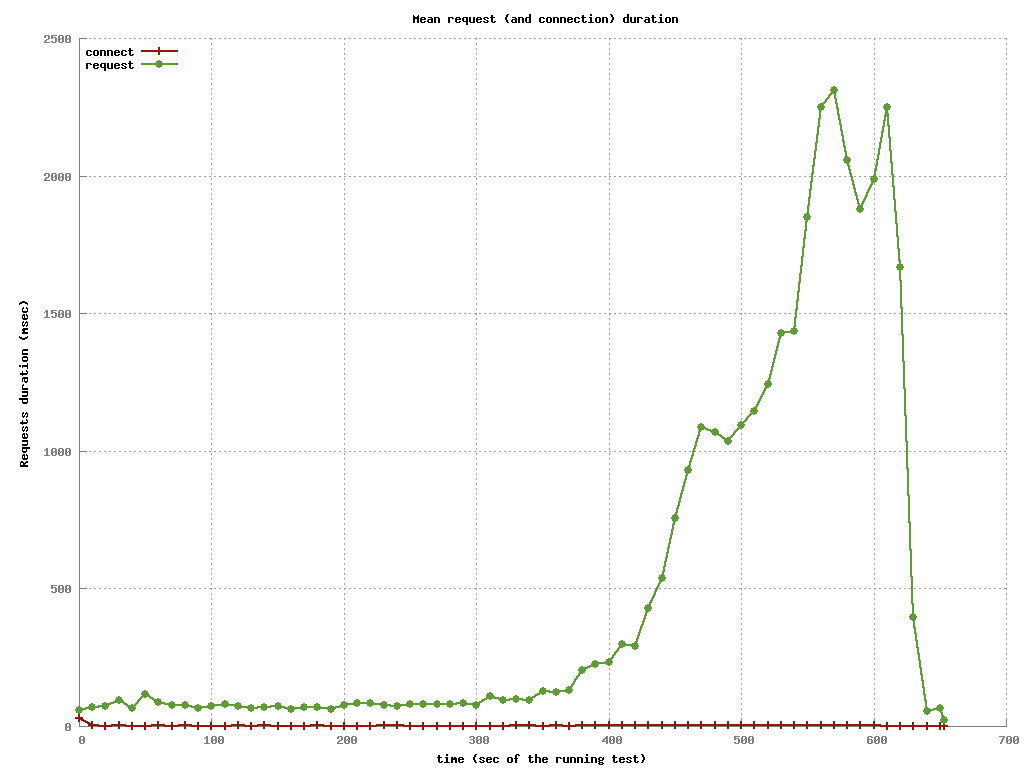 Mean request (and connection) duration
connect
request
2500
2000
1500
1000
500
0
Requests duration (msec)
0 100 200 300 400 500 600 700
time (sec of the running test)